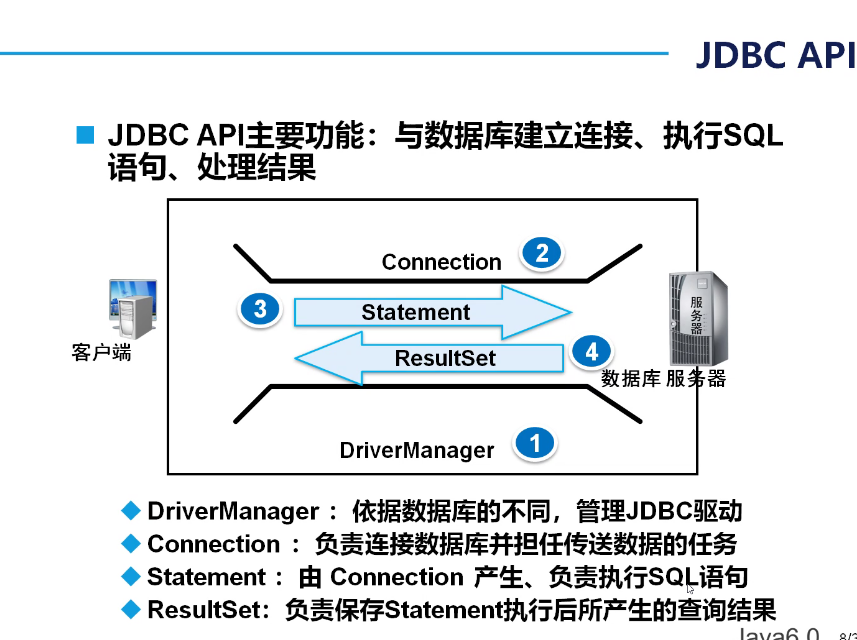 JDBC API
JDBC API主要功能：与数据库建立连接、执行SQL
语句、处理结果
Connection 2
3 Statement
服务器
客户端
ResultSet 4
数据库 服务器
DriverManager 1
DriverManager ：依据数据库的不同，管理JDBC驱动
Connection ：负责连接数据库并担任传送数据的任务
Statement ：由 Connection 产生、负责执行SQL语句
ResultSet：负责保存Statement执行后所产生的查询结果
Java6.0